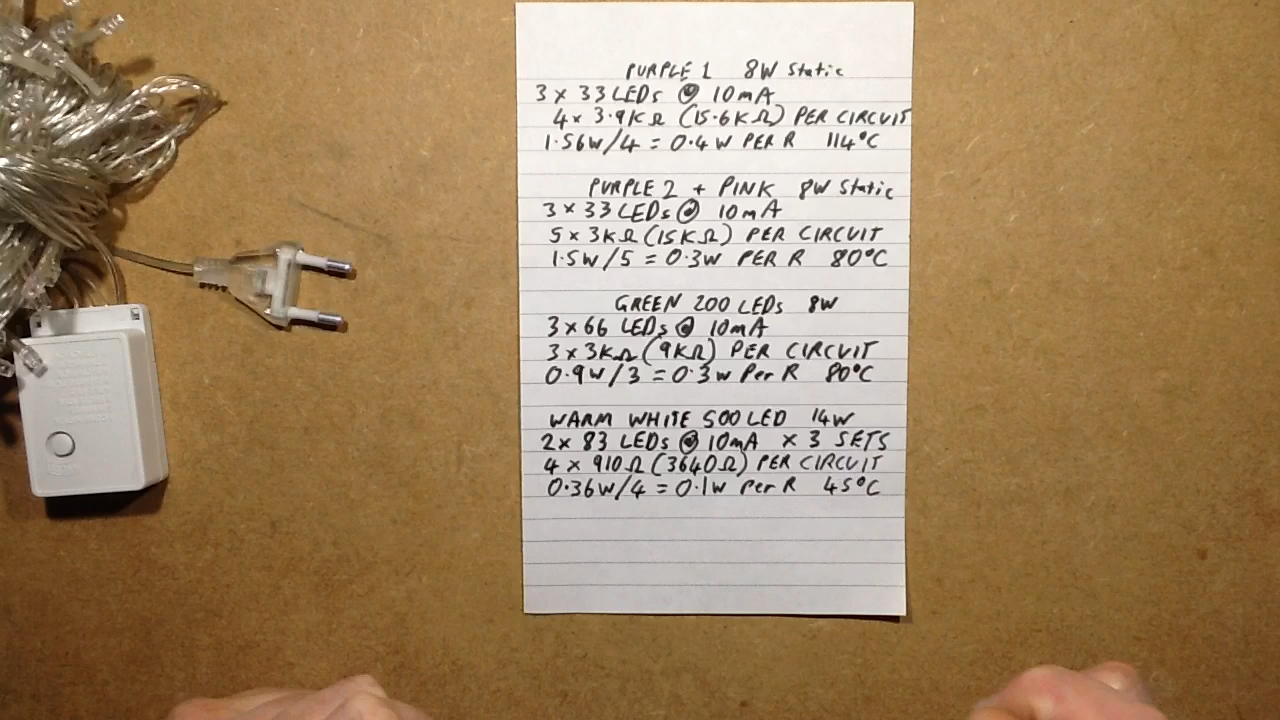 PURPLE 1 8W Static
3 x 33 LEDs @ 10mA
4 x 3.9KΩ (15.6KΩ) PER CIRCUIT
1.56W/4 = 0.4W PER R 114°C
PURPLE 2 + PINK 8W Static
3 x 33 LEDs @ 10mA
5 x 3KΩ (15KΩ) PER CIRCUIT
1.5W/5 = 0.3W PER R 80°C
GREEN 200 LEDs 8W
3 x 66 LEDs @ 10mA
3 x 3KΩ (9KΩ) PER CIRCUIT
0.9W/3 = 0.3W Per R 80°C
WARM WHITE 500 LED 14W
2 x 83 LEDs @ 10mA x 3 SETS
4 x 910Ω (3640Ω) PER CIRCUIT
0.36W/4 = 0.1W Per R 45°C